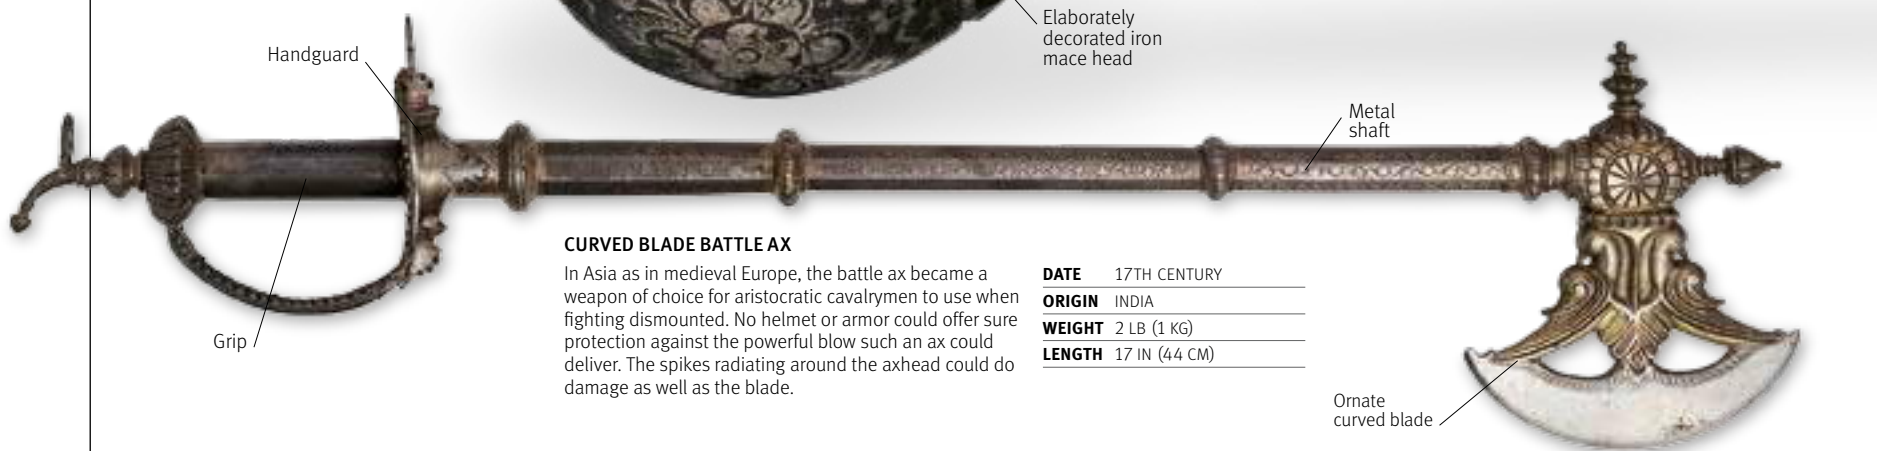 Elaborately
decorated iron
mace head
Handguard
Metal
shaft
CURVED BLADE BATTLE AX
In Asia as in medieval Europe, the battle ax became a
weapon of choice for aristocratic cavalrymen to use when
fighting dismounted. No helmet or armor could offer sure
protection against the powerful blow such an ax could
deliver. The spikes radiating around the axhead could do
damage as well as the blade.
DATE 17TH CENTURY
ORIGIN INDIA
WEIGHT 2 LB (1 KG)
LENGTH 17 IN (44 CM)
Grip
Ornate
curved blade